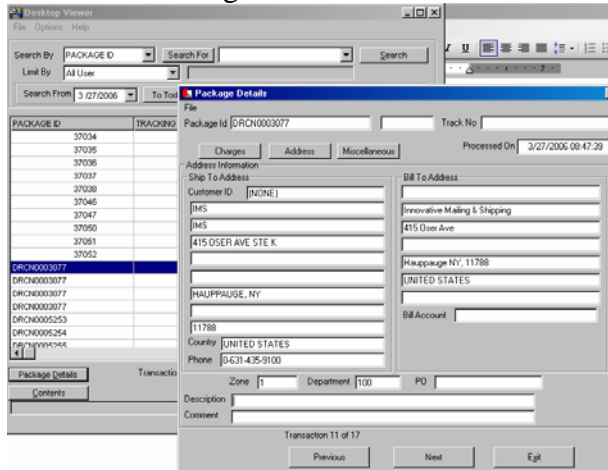 Desktop Viewer
File Options Help
Search By PACKAGE ID Search For Search
Limit By All User
Search From 3/27/2006 To Tod
PACKAGE ID TRACKING
37034
37035
37036
37037
37038
37046
37047
37050
37051
37052
DRCN0003077
DRCN0003077
DRCN0003077
DRCN0003077
DRCN0005253
DRCN0005254
DRCN0005255
Package Details Transactio
Contents
Package Details
File
Package Id DRCN0003077 Track No
Charges Address Miscellaneous Processed On 3/27/2006 08:47:39
Address Information
Ship To Address
Customer ID (NONE)
IMS
IMS
415 OSER AVE STE K
HAUPPAUGE, NY
11788
Country UNITED STATES
Phone 0-631-435-9100
Bill To Address
Innovative Mailing & Shipping
415 Oser Ave
Hauppauge NY, 11788
UNITED STATES
Bill Account
Zone 1 Department 100 PO
Description
Comment
Transaction 11 of 17
Previous Next Exit